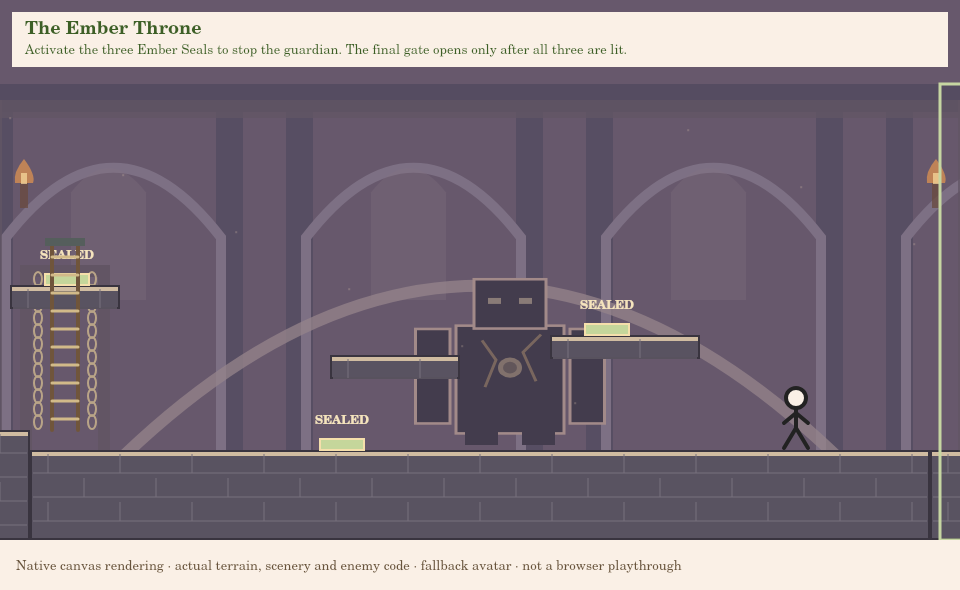 The Ember Throne
Activate the three Ember Seals to stop the guardian. The final gate opens only after all three are lit.
SEALED
SEALED
SEALED
Native canvas rendering · actual terrain, scenery and enemy code · fallback avatar · not a browser playthrough